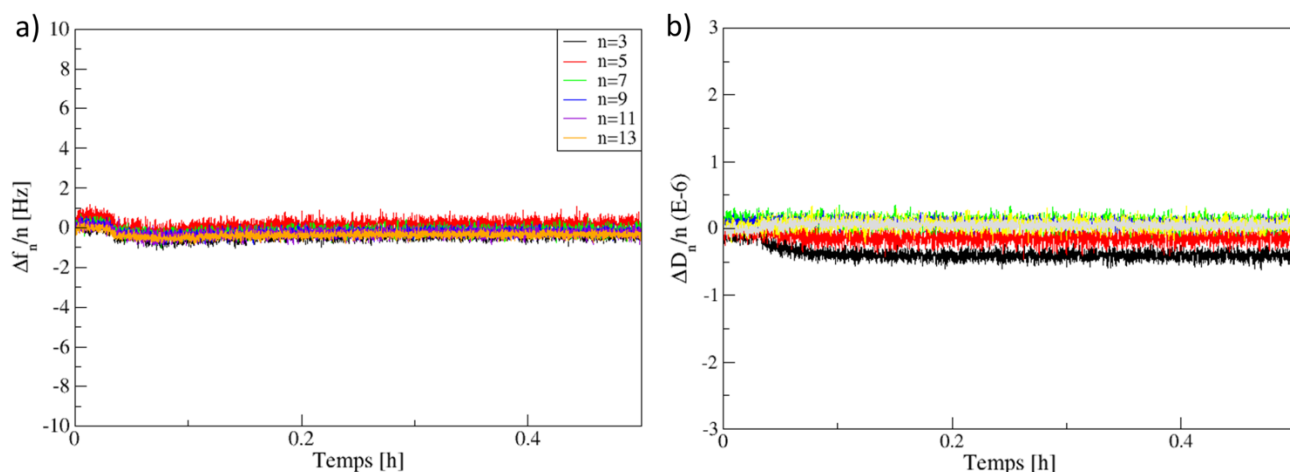 a)
10
8
6
4
2
0
-2
-4
-6
-8
-10
Δfₙ/n [Hz]
0
0.2
0.4
Temps [h]
n=3
n=5
n=7
n=9
n=11
n=13
b)
3
2
1
0
-1
-2
-3
ΔDₙ/n (E-6)
0
0.2
0.4
Temps [h]